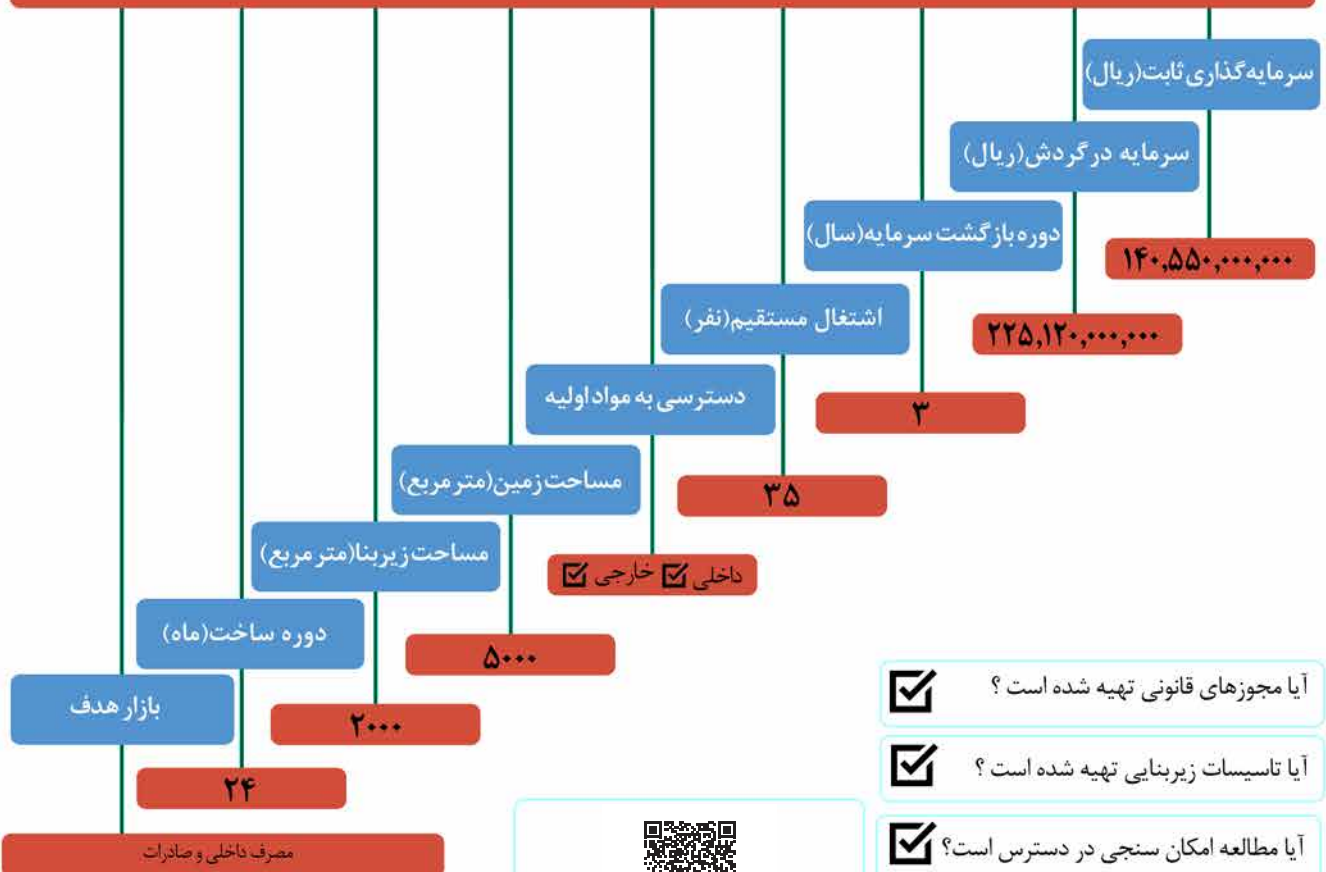 سرمایه‌گذاری ثابت(ریال)
۱۴۰,۵۵۰,۰۰۰,۰۰۰
سرمایه در گردش(ریال)
۲۲۵,۱۲۰,۰۰۰,۰۰۰
دوره بازگشت سرمایه(سال)
۳
اشتغال مستقیم(نفر)
۳۵
دسترسی به مواد اولیه
داخلی ☑ خارجی ☑
مساحت زمین(متر مربع)
۵۰۰۰
مساحت زیربنا(متر مربع)
۲۰۰۰
دوره ساخت(ماه)
۲۴
بازار هدف
مصرف داخلی و صادرات
آیا مجوزهای قانونی تهیه شده است ؟ ☑
آیا تاسیسات زیربنایی تهیه شده است ؟ ☑
آیا مطالعه امکان سنجی در دسترس است؟ ☑